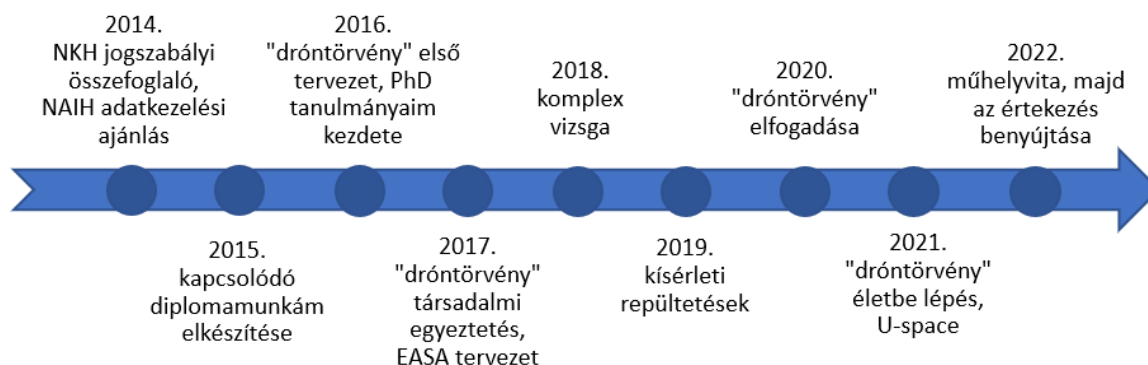 2014.
NKH jogszabályi
összefoglaló,
NAIH adatkezelési
ajánlás
2015.
kapcsolódó
diplomamunkám
elkészítése
2016.
"dróntörvény" első
tervezet, PhD
tanulmányaim
kezdete
2017.
"dróntörvény"
társadalmi
egyeztetés,
EASA tervezet
2018.
komplex
vizsga
2019.
kísérleti
repültetések
2020.
"dróntörvény"
elfogadása
2021.
"dróntörvény"
életbe lépés,
U-space
2022.
műhelyvita, majd
az értekezés
benyújtása